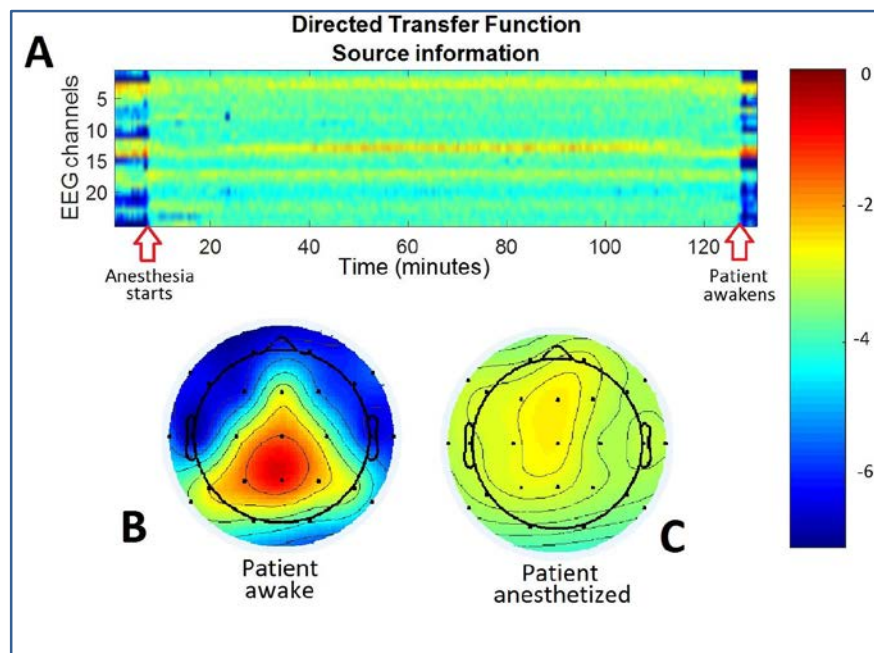 Directed Transfer Function
Source information
A
EEG channels
5
10
15
20
20 40 60 80 100 120
Time (minutes)
Anesthesia
starts
Patient
awakens
0
-2
-4
-6
B
Patient
awake
C
Patient
anesthetized